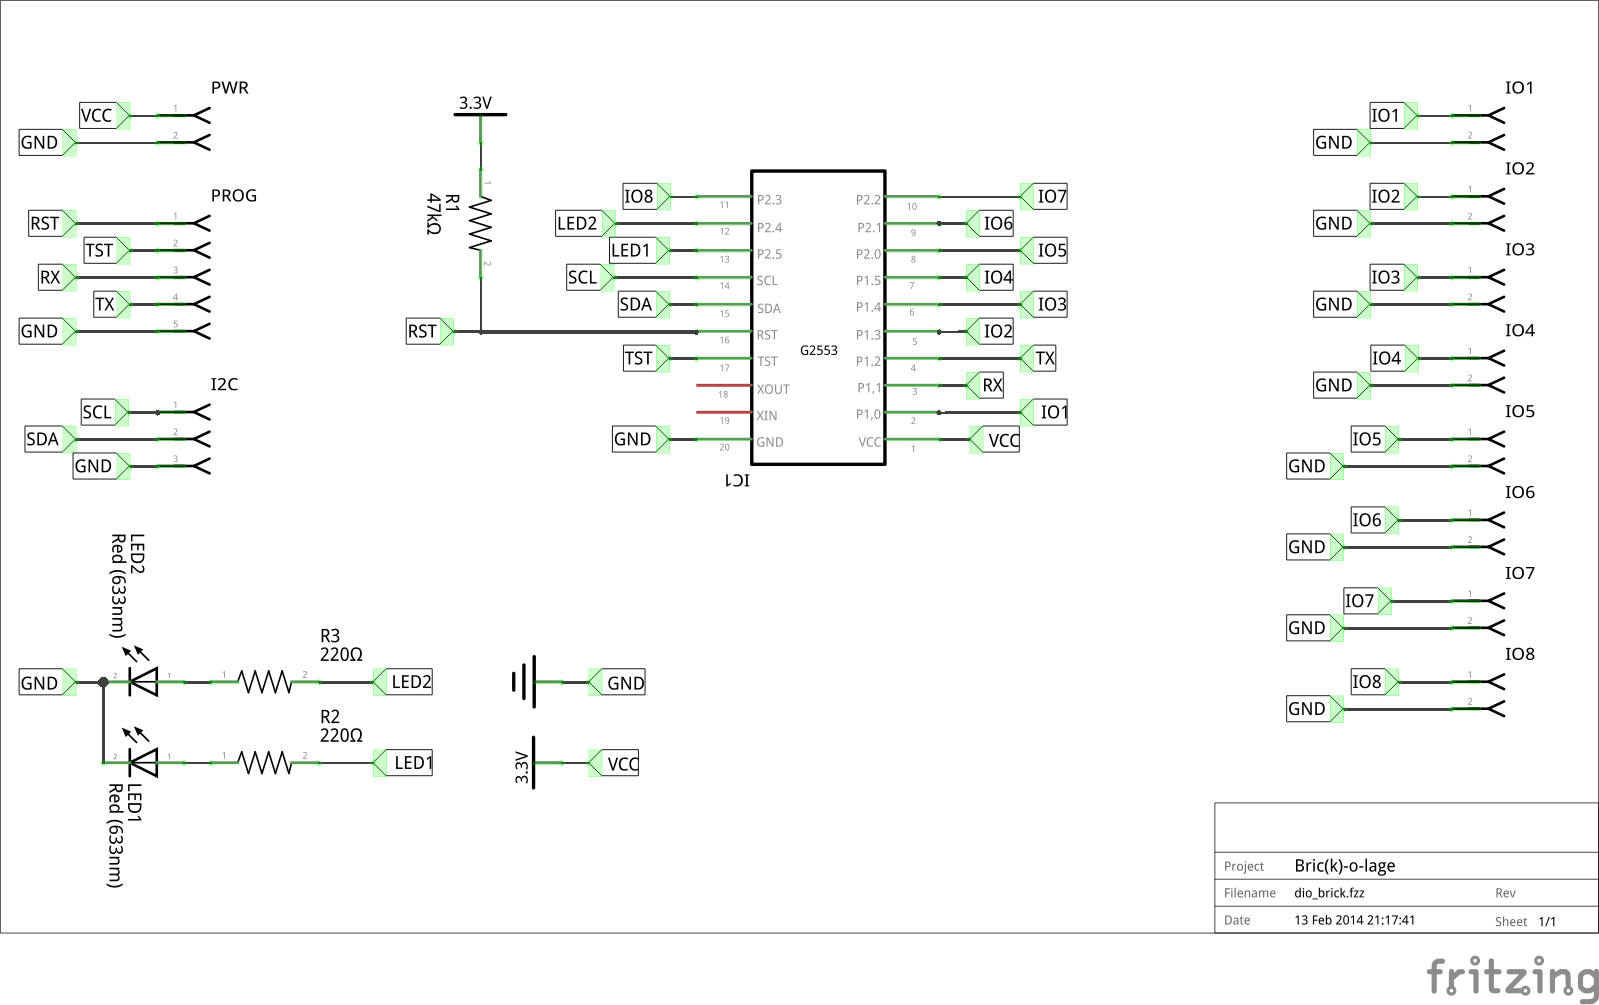 PWR
VCC 1
GND 2
PROG
RST 1
TST 2
RX 3
TX 4
GND 5
I2C
SCL 1
SDA 2
GND 3
3.3V
1
R1
47kΩ
2
RST
IO8 11 P2.3
LED2 12 P2.4
LED1 13 P2.5
SCL 14 SCL
SDA 15 SDA
16 RST
TST 17 TST
18 XOUT
19 XIN
GND 20 GND
G2553
P2.2 10 IO7
P2.1 9 IO6
P2.0 8 IO5
P1.5 7 IO4
P1.4 6 IO3
P1.3 5 IO2
P1.2 4 TX
P1,1 3 RX
P1,0 2 IO1
VCC 1 VCC
IC1
IO1
IO1 1
GND 2
IO2
IO2 1
GND 2
IO3
IO3 1
GND 2
IO4
IO4 1
GND 2
IO5
IO5 1
GND 2
IO6
IO6 1
GND 2
IO7
IO7 1
GND 2
IO8
IO8 1
GND 2
LED2
Red (633nm)
R3
220Ω
GND 2 1 1 2 LED2
R2
220Ω
2 1 1 2 LED1
LED1
Red (633nm)
GND
3.3V VCC
Project Bric(k)-o-lage
Filename dio_brick.fzz Rev
Date 13 Feb 2014 21:17:41 Sheet 1/1
fritzing